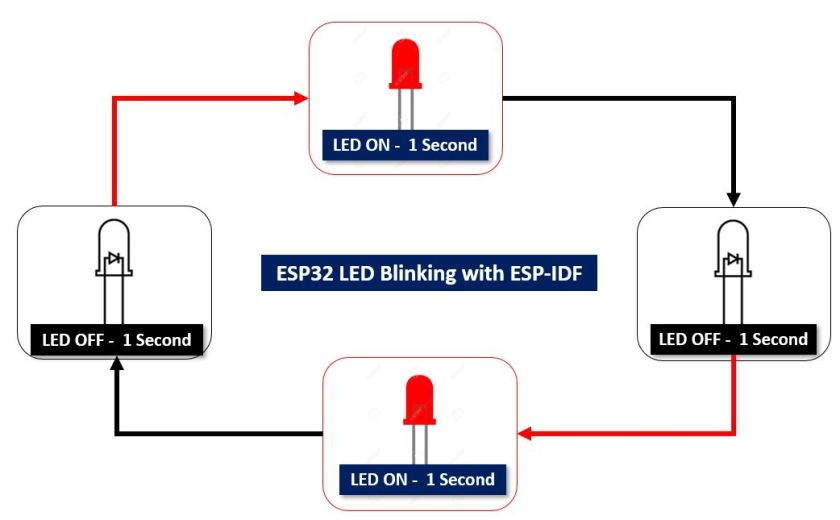 LED ON - 1 Second
ESP32 LED Blinking with ESP-IDF
LED OFF - 1 Second
LED OFF - 1 Second
LED ON - 1 Second